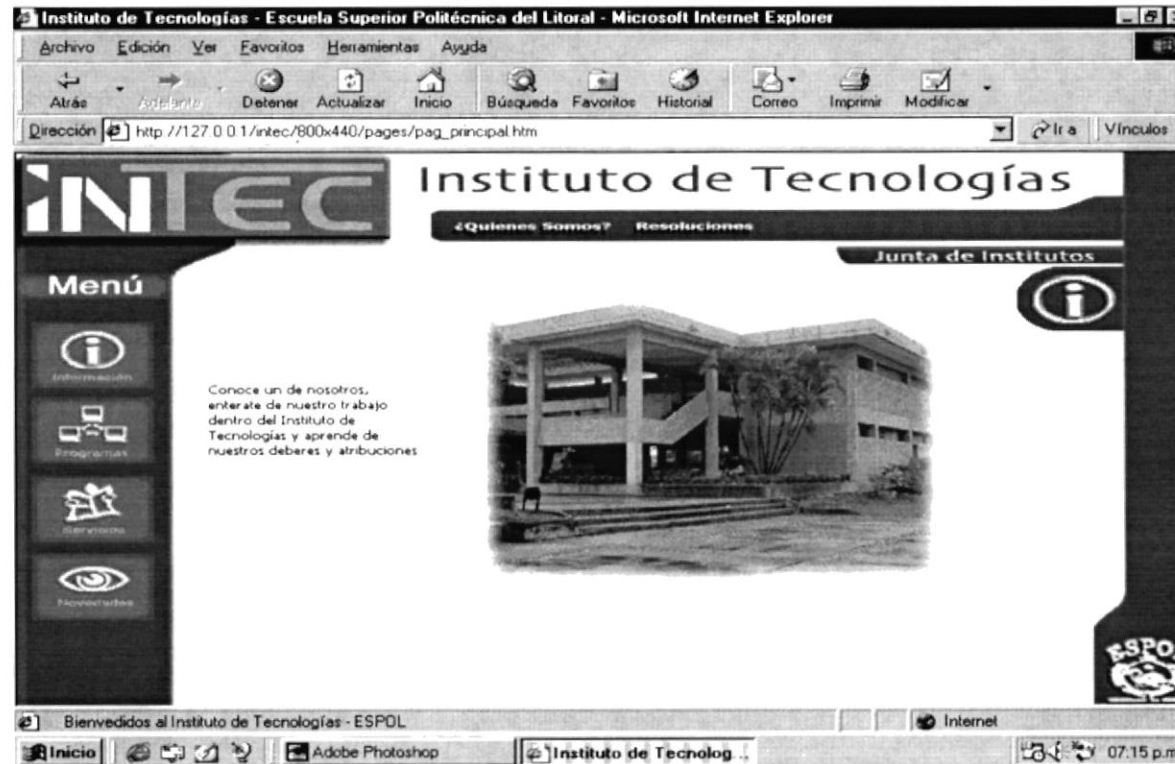 Instituto de Tecnologías - Escuela Superior Politécnica del Litoral - Microsoft Internet Explorer
Archivo Edición Ver Favoritos Herramientas Ayuda
Atrás Adelante Detener Actualizar Inicio Búsqueda Favoritos Historial Correo Imprimir Modificar
Dirección http://127.0.0.1/intec/800x440/pages/pag_principal.htm Ir a Vínculos
iNTEC Instituto de Tecnologías
¿Quienes Somos? Resoluciones
Junta de Institutos
Menú
Información
Conoce un de nosotros,
enterate de nuestro trabajo
dentro del Instituto de
Tecnologías y aprende de
nuestros deberes y atribuciones
Programas
Servicios
Novedades
ESPOL
Bienvedidos al Instituto de Tecnologías - ESPOL Internet
Inicio Adobe Photoshop Instituto de Tecnolog... 07:15 p.m